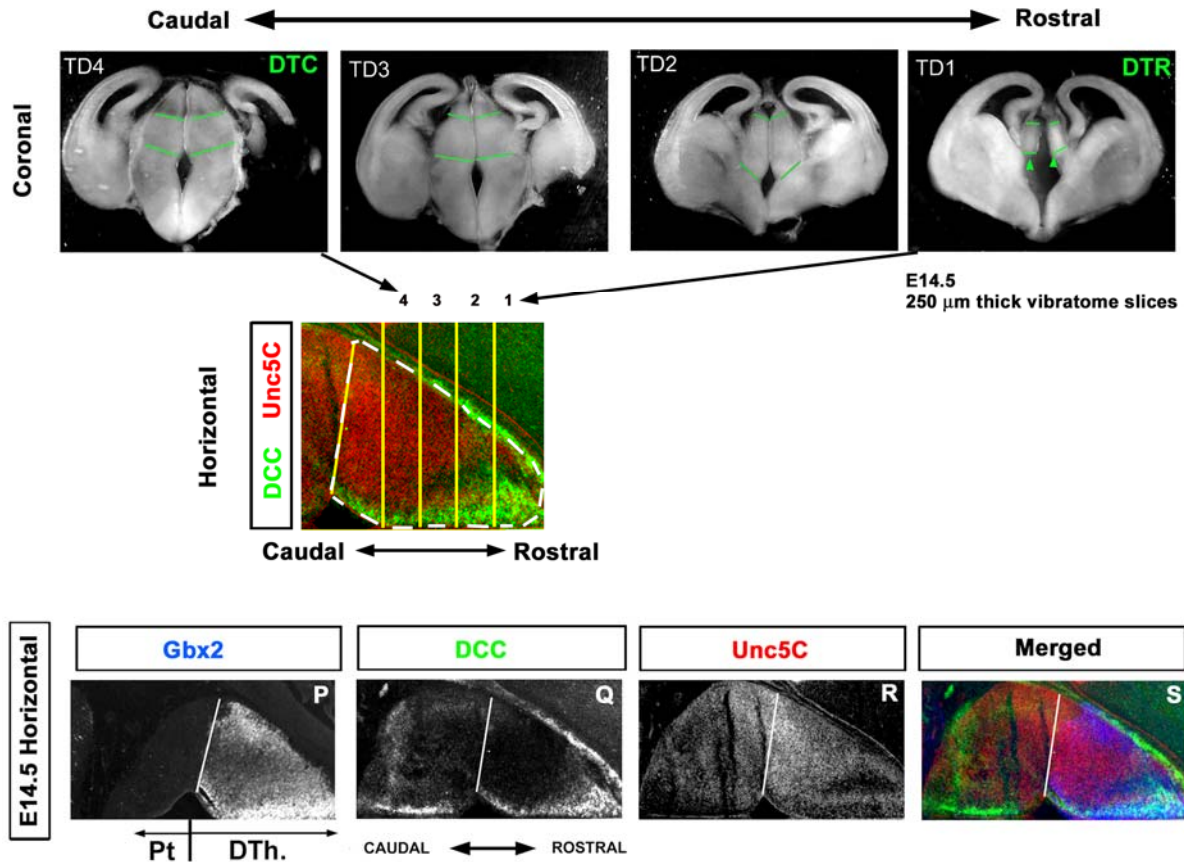 Caudal Rostral
Coronal
TD4 DTC TD3 TD2 TD1 DTR
E14.5
250 μm thick vibratome slices
4 3 2 1
Horizontal
DCC Unc5C
Caudal Rostral
E14.5 Horizontal
Gbx2 DCC Unc5C Merged
P Q R S
Pt DTh. CAUDAL ROSTRAL